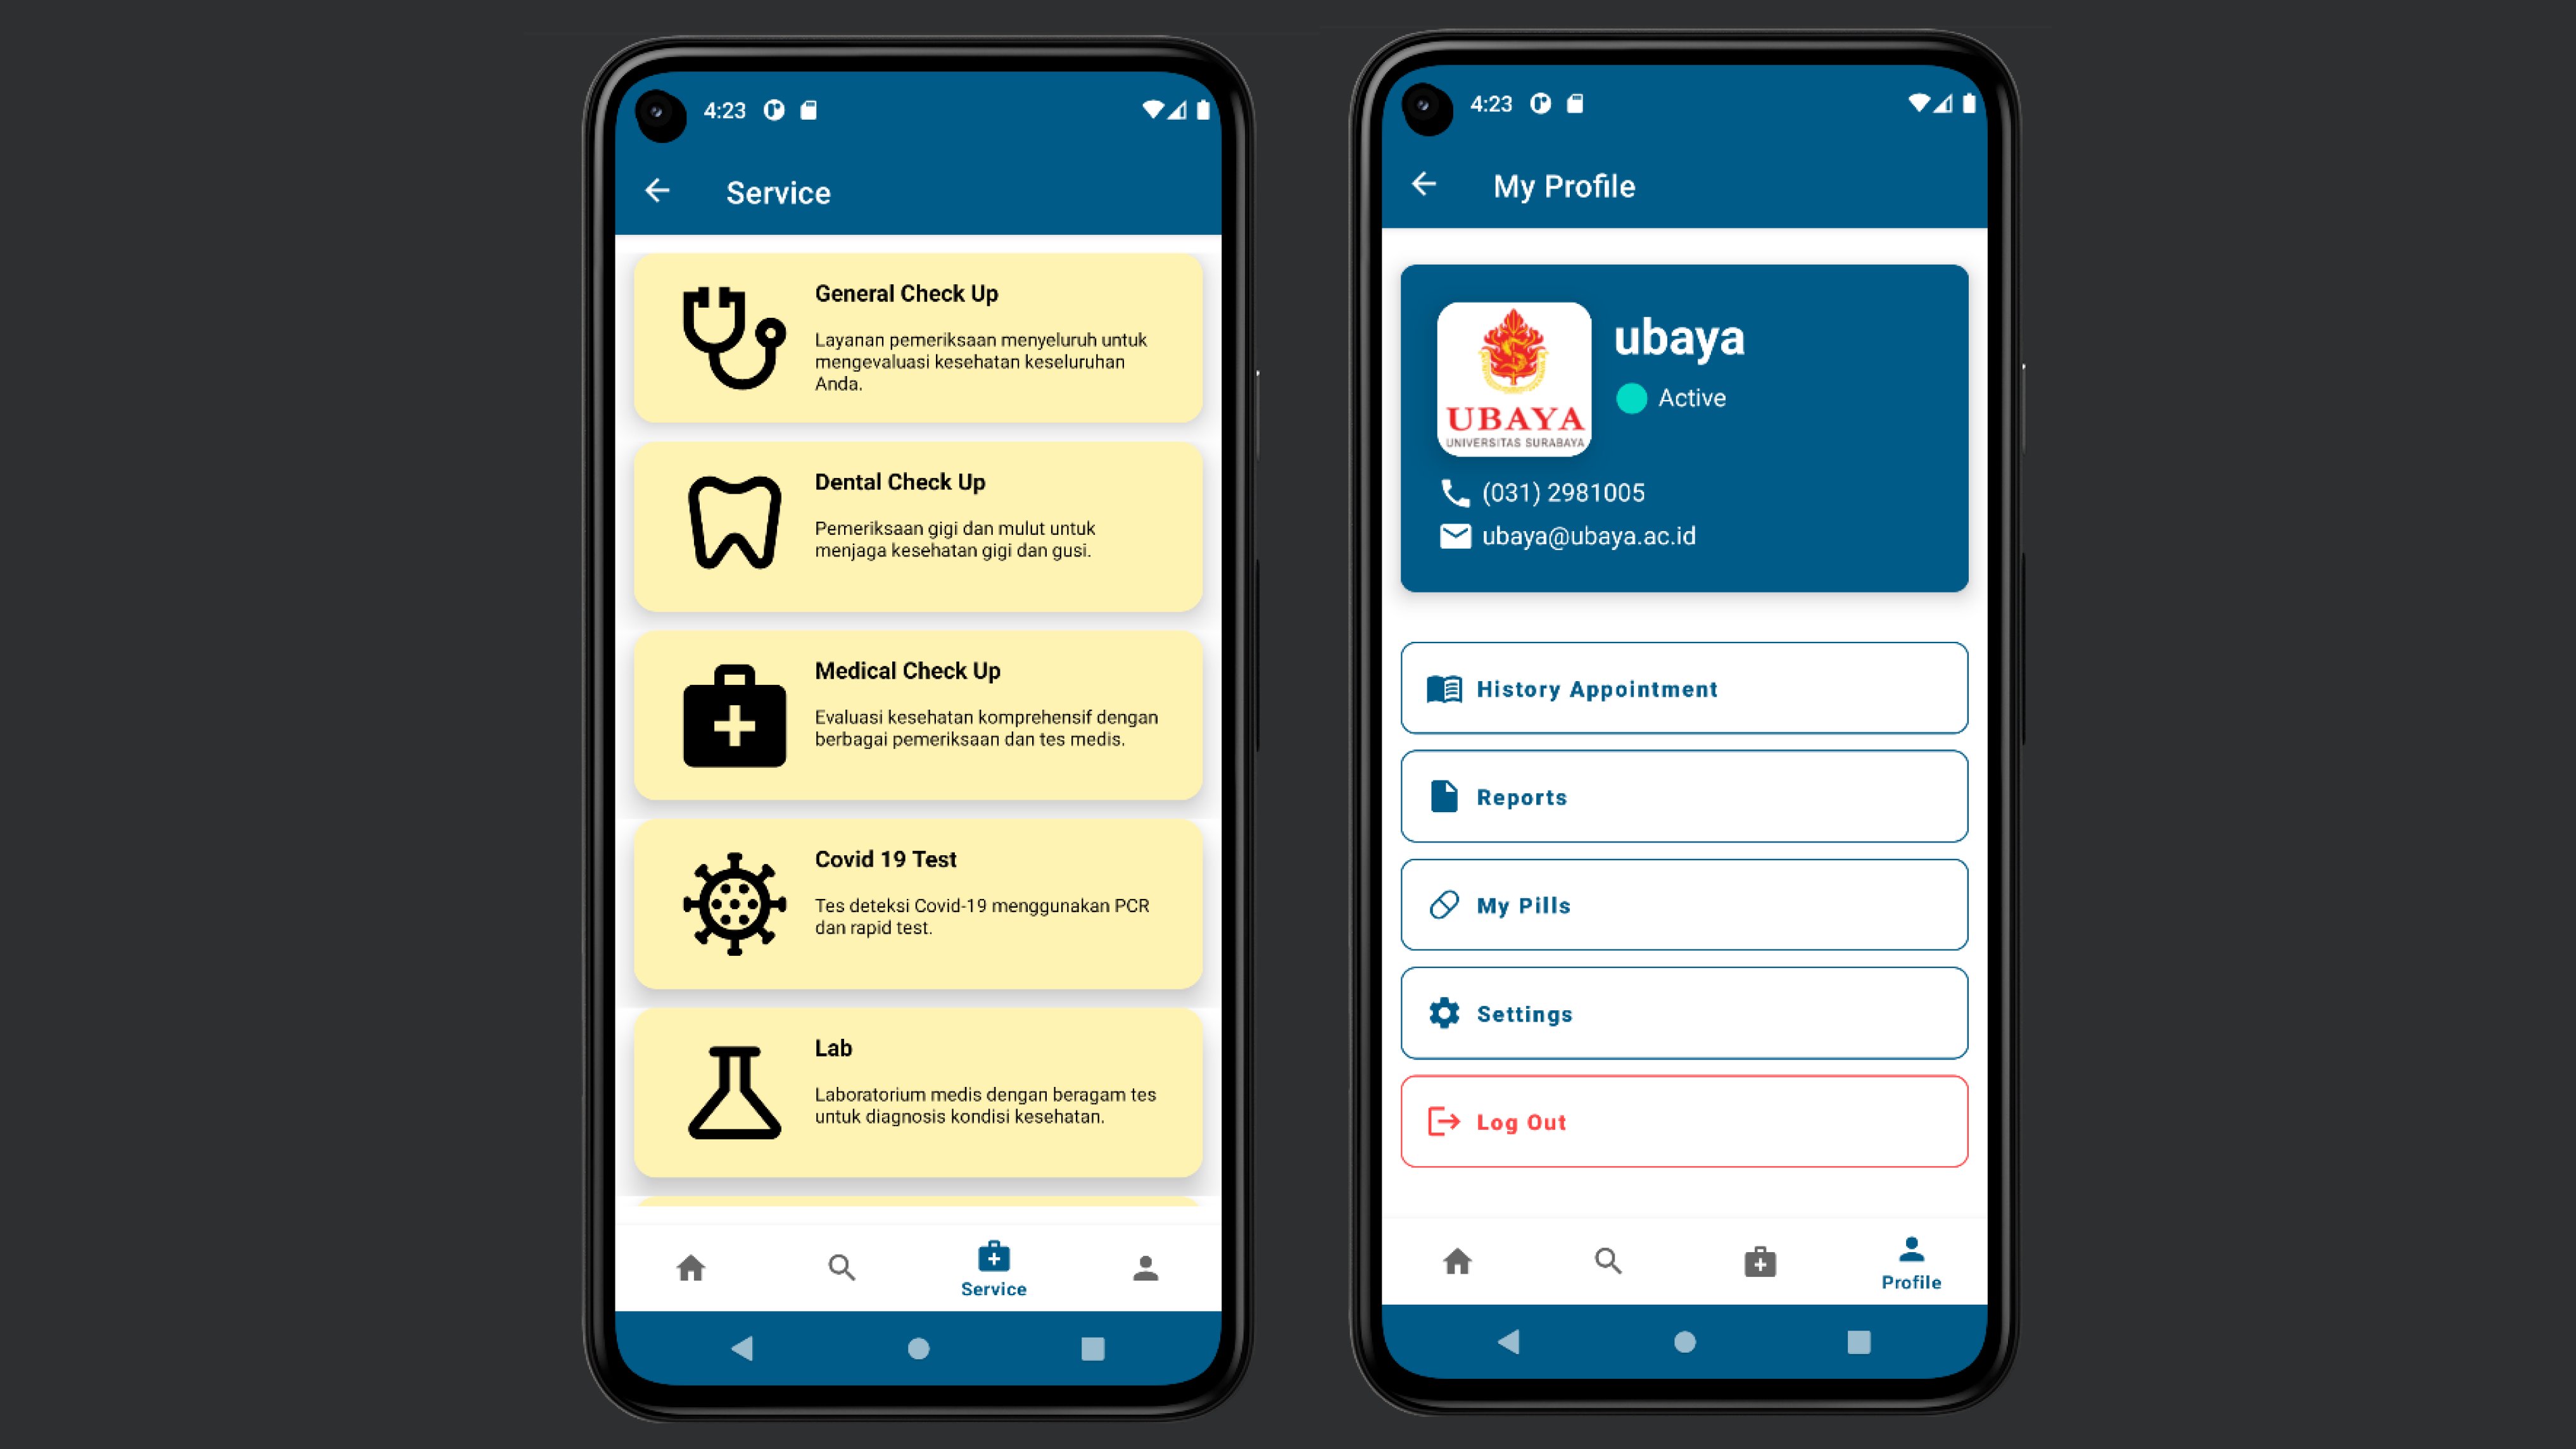 4:23
Service
General Check Up
Layanan pemeriksaan menyeluruh untuk
mengevaluasi kesehatan keseluruhan
Anda.
Dental Check Up
Pemeriksaan gigi dan mulut untuk
menjaga kesehatan gigi dan gusi.
Medical Check Up
Evaluasi kesehatan komprehensif dengan
berbagai pemeriksaan dan tes medis.
Covid 19 Test
Tes deteksi Covid-19 menggunakan PCR
dan rapid test.
Lab
Laboratorium medis dengan beragam tes
untuk diagnosis kondisi kesehatan.
Service
4:23
My Profile
UBAYA
UNIVERSITAS SURABAYA
ubaya
Active
(031) 2981005
ubaya@ubaya.ac.id
History Appointment
Reports
My Pills
Settings
Log Out
Profile